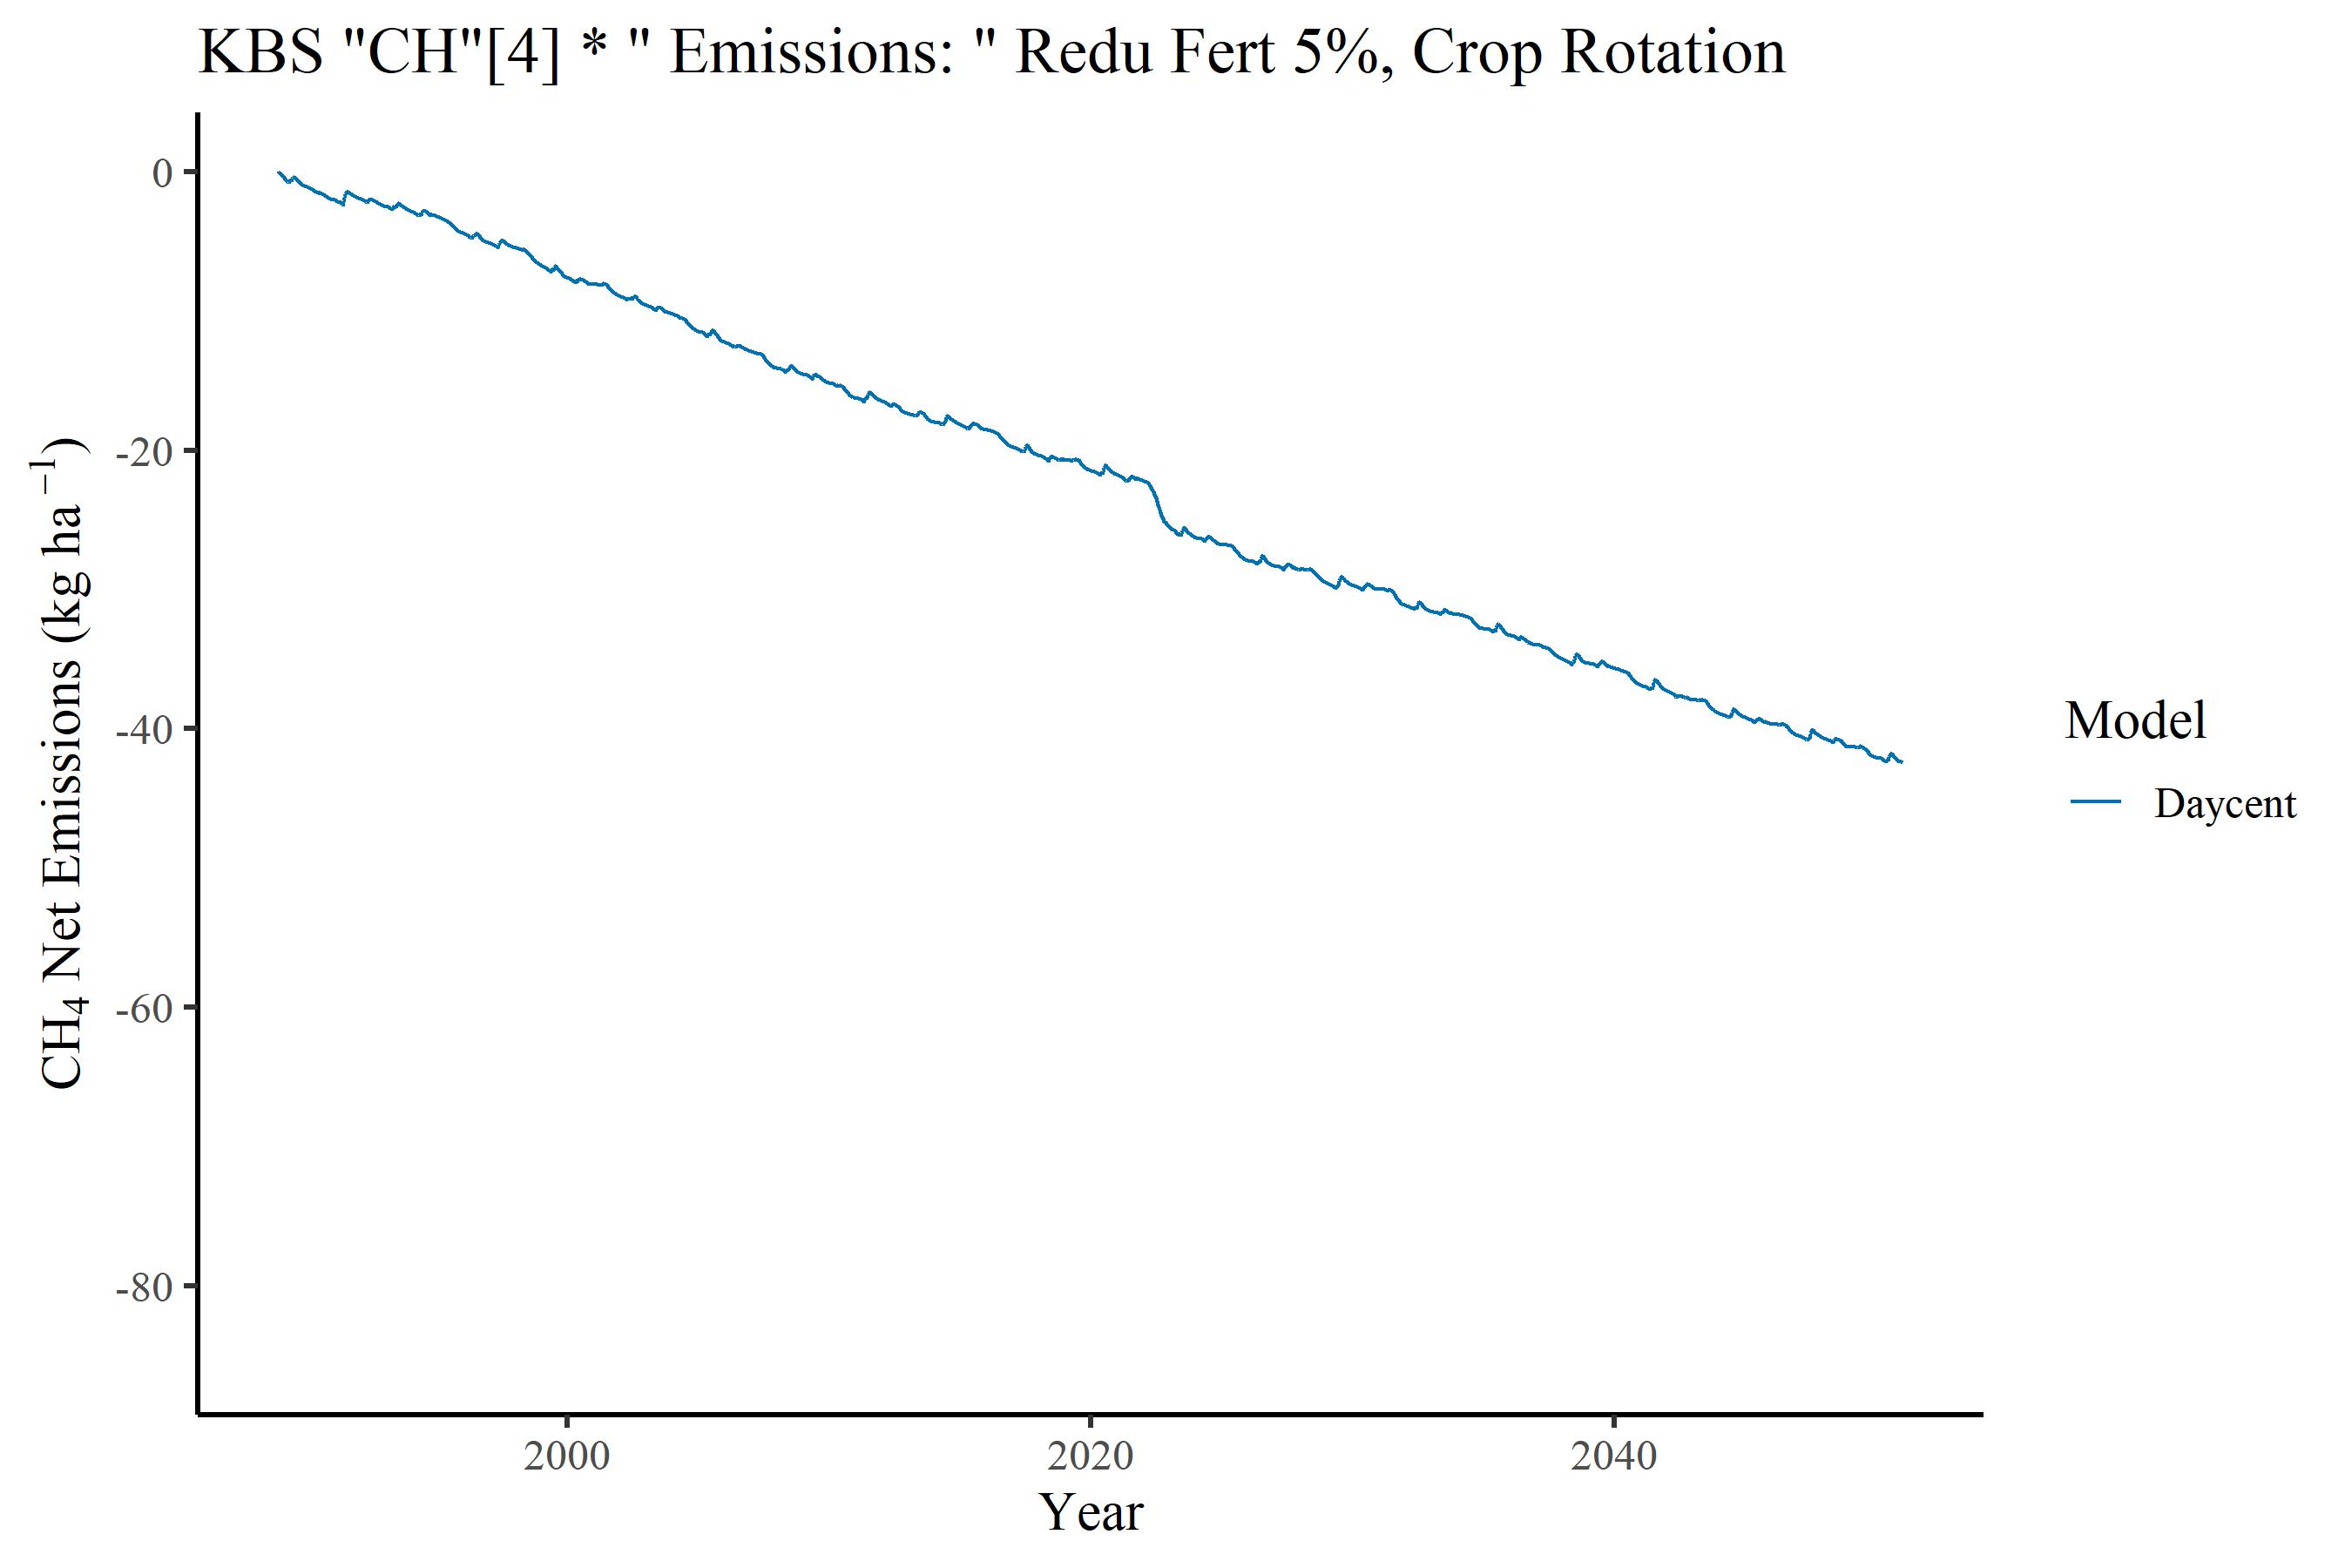 KBS "CH"[4] * " Emissions: " Redu Fert 5%, Crop Rotation
0
-20
-40
-60
-80
CH₄ Net Emissions (kg ha ⁻¹)
2000 2020 2040
Year
Model
Daycent